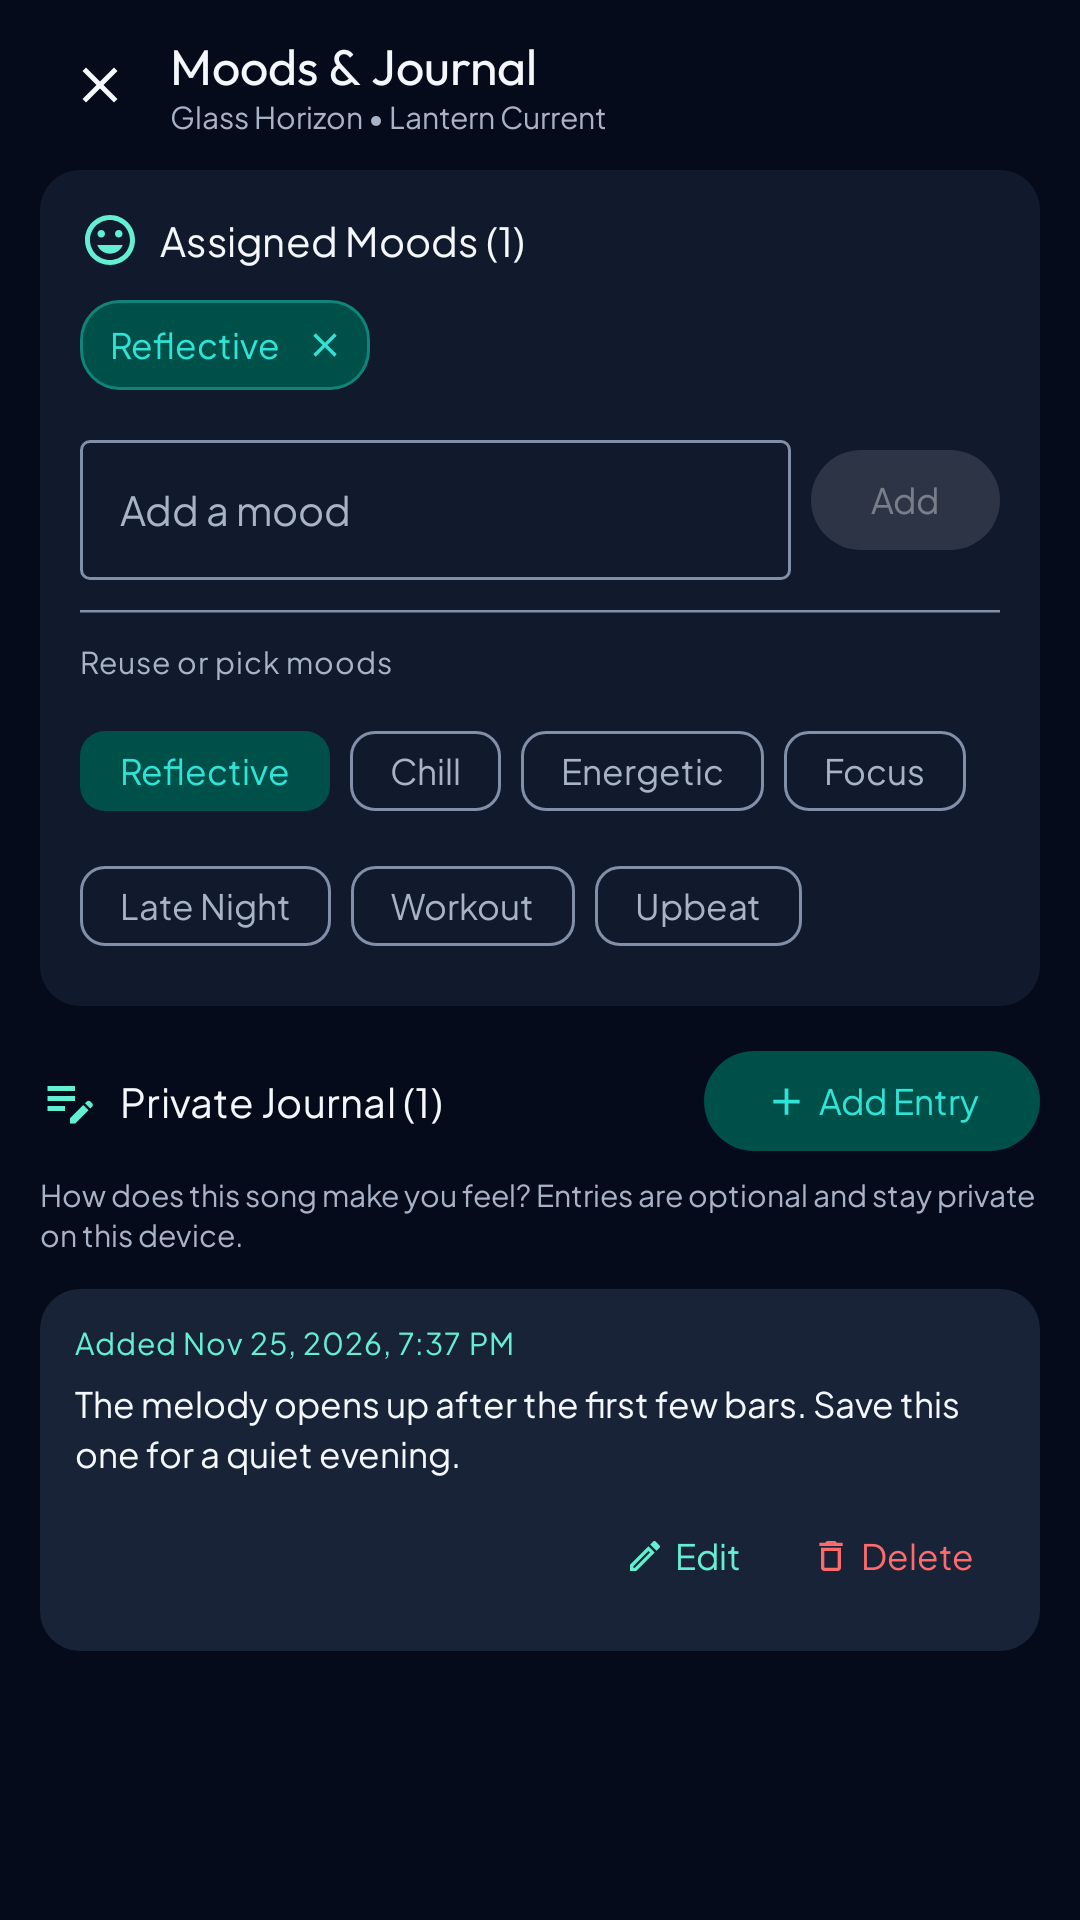 Moods & Journal
Glass Horizon • Lantern Current
Assigned Moods (1)
Reflective
Add a mood
Add
Reuse or pick moods
Reflective
Chill
Energetic
Focus
Late Night
Workout
Upbeat
Private Journal (1)
Add Entry
How does this song make you feel? Entries are optional and stay private
on this device.
Added Nov 25, 2026, 7:37 PM
The melody opens up after the first few bars. Save this
one for a quiet evening.
Edit
Delete